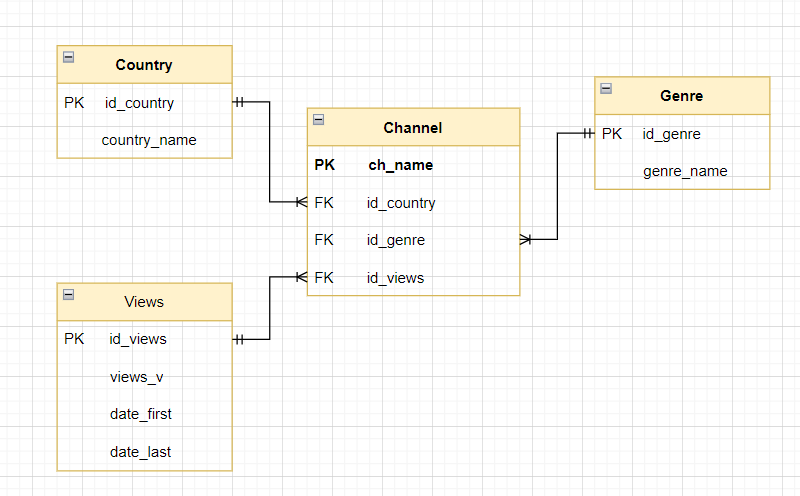 Country
PK id_country
country_name
Channel
PK ch_name
FK id_country
FK id_genre
FK id_views
Genre
PK id_genre
genre_name
Views
PK id_views
views_v
date_first
date_last